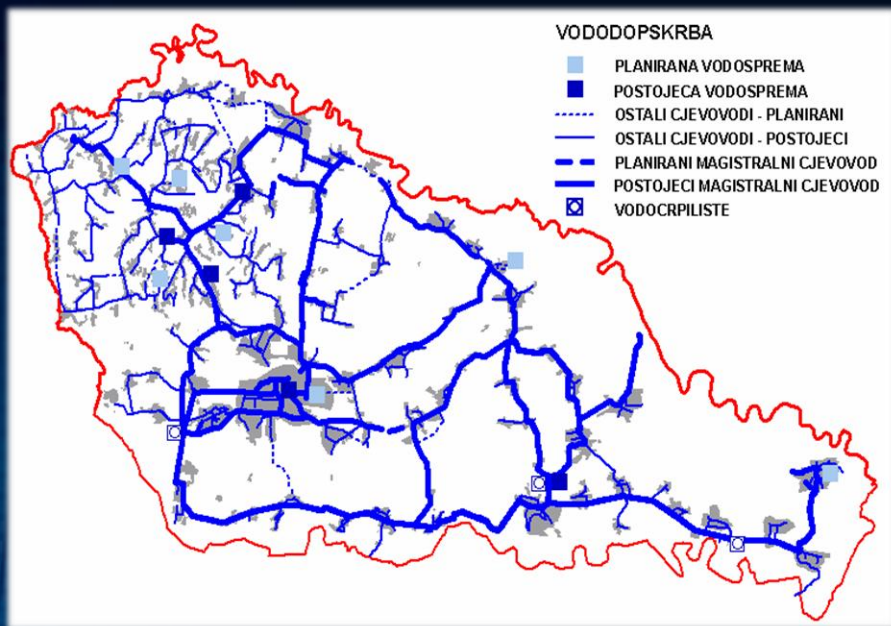 VODODOPSKRBA
PLANIRANA VODOSPREMA
POSTOJECA VODOSPREMA
OSTALI CJEVOVODI - PLANIRANI
OSTALI CJEVOVODI - POSTOJECI
PLANIRANI MAGISTRALNI CJEVOVOD
POSTOJECI MAGISTRALNI CJEVOVOD
VODOCRPILISTE